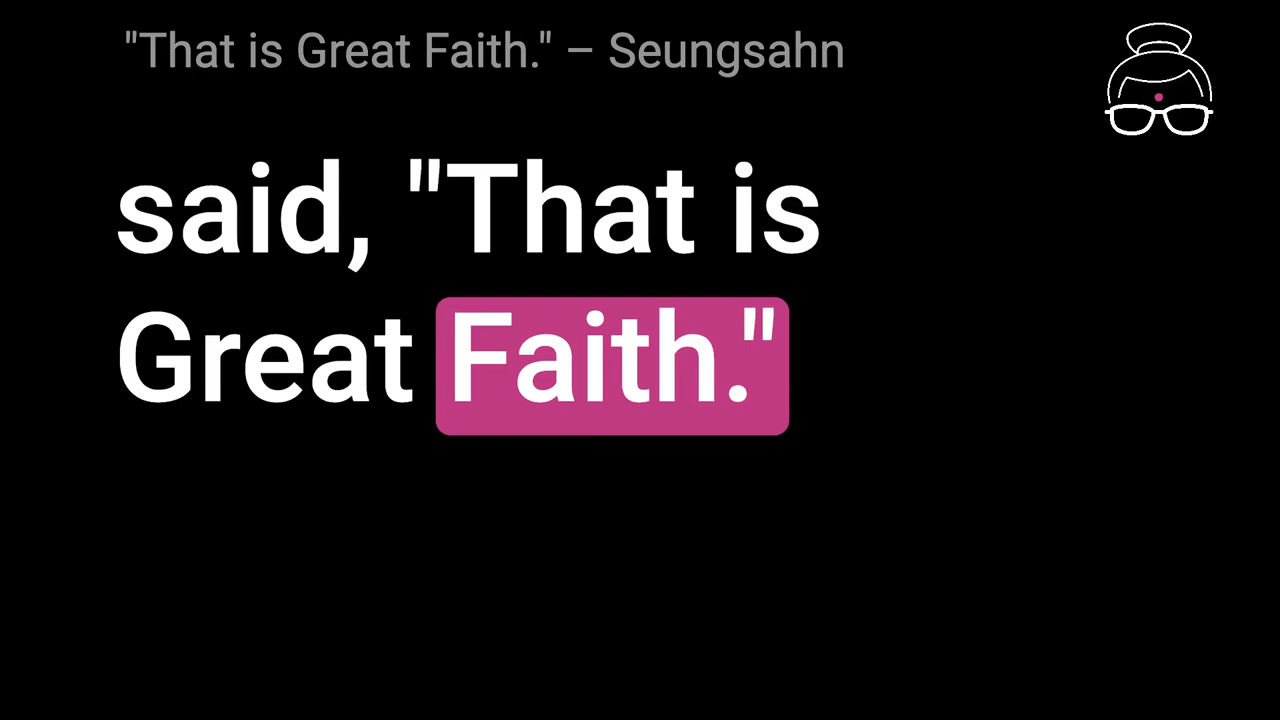 "That is Great Faith." – Seungsahn
said, "That is
Great Faith."